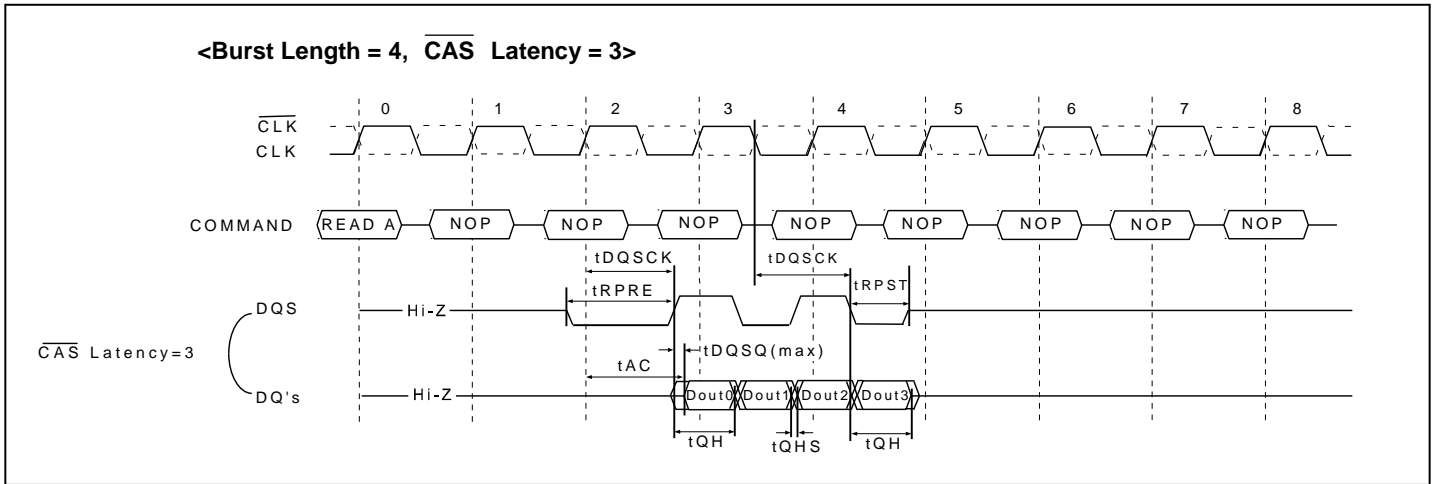 <Burst Length = 4, CAS Latency = 3>
0 1 2 3 4 5 6 7 8
CLK
CLK
COMMAND READ A NOP NOP NOP NOP NOP NOP NOP NOP
tDQSCK tDQSCK
tRPRE tRPST
DQS Hi-Z
CAS Latency=3
tDQSQ(max)
tAC
DQ's Hi-Z Dout0 Dout1 Dout2 Dout3
tQH tQHS tQH